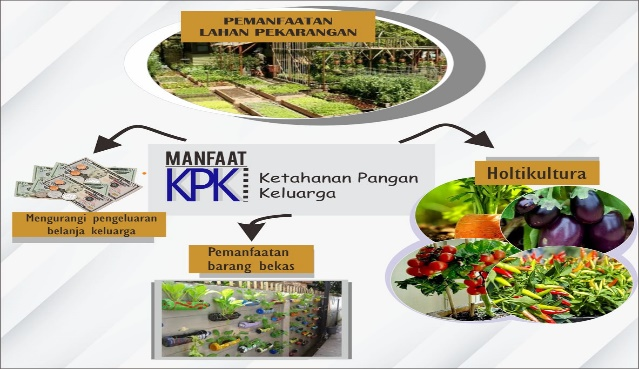 PEMANFAATAN
LAHAN PEKARANGAN
MANFAAT
KPK
Ketahanan Pangan
Keluarga
Holtikultura
Mengurangi pengeluaran
belanja keluarga
Pemanfaatan
barang bekas